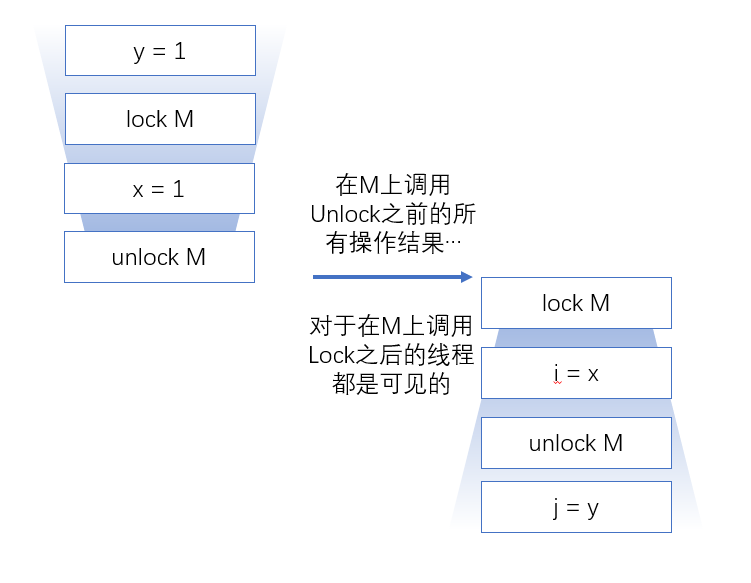 y = 1
lock M
x = 1
unlock M
在M上调用
Unlock之前的所
有操作结果…
对于在M上调用
Lock之后的线程
都是可见的
lock M
i = x
unlock M
j = y